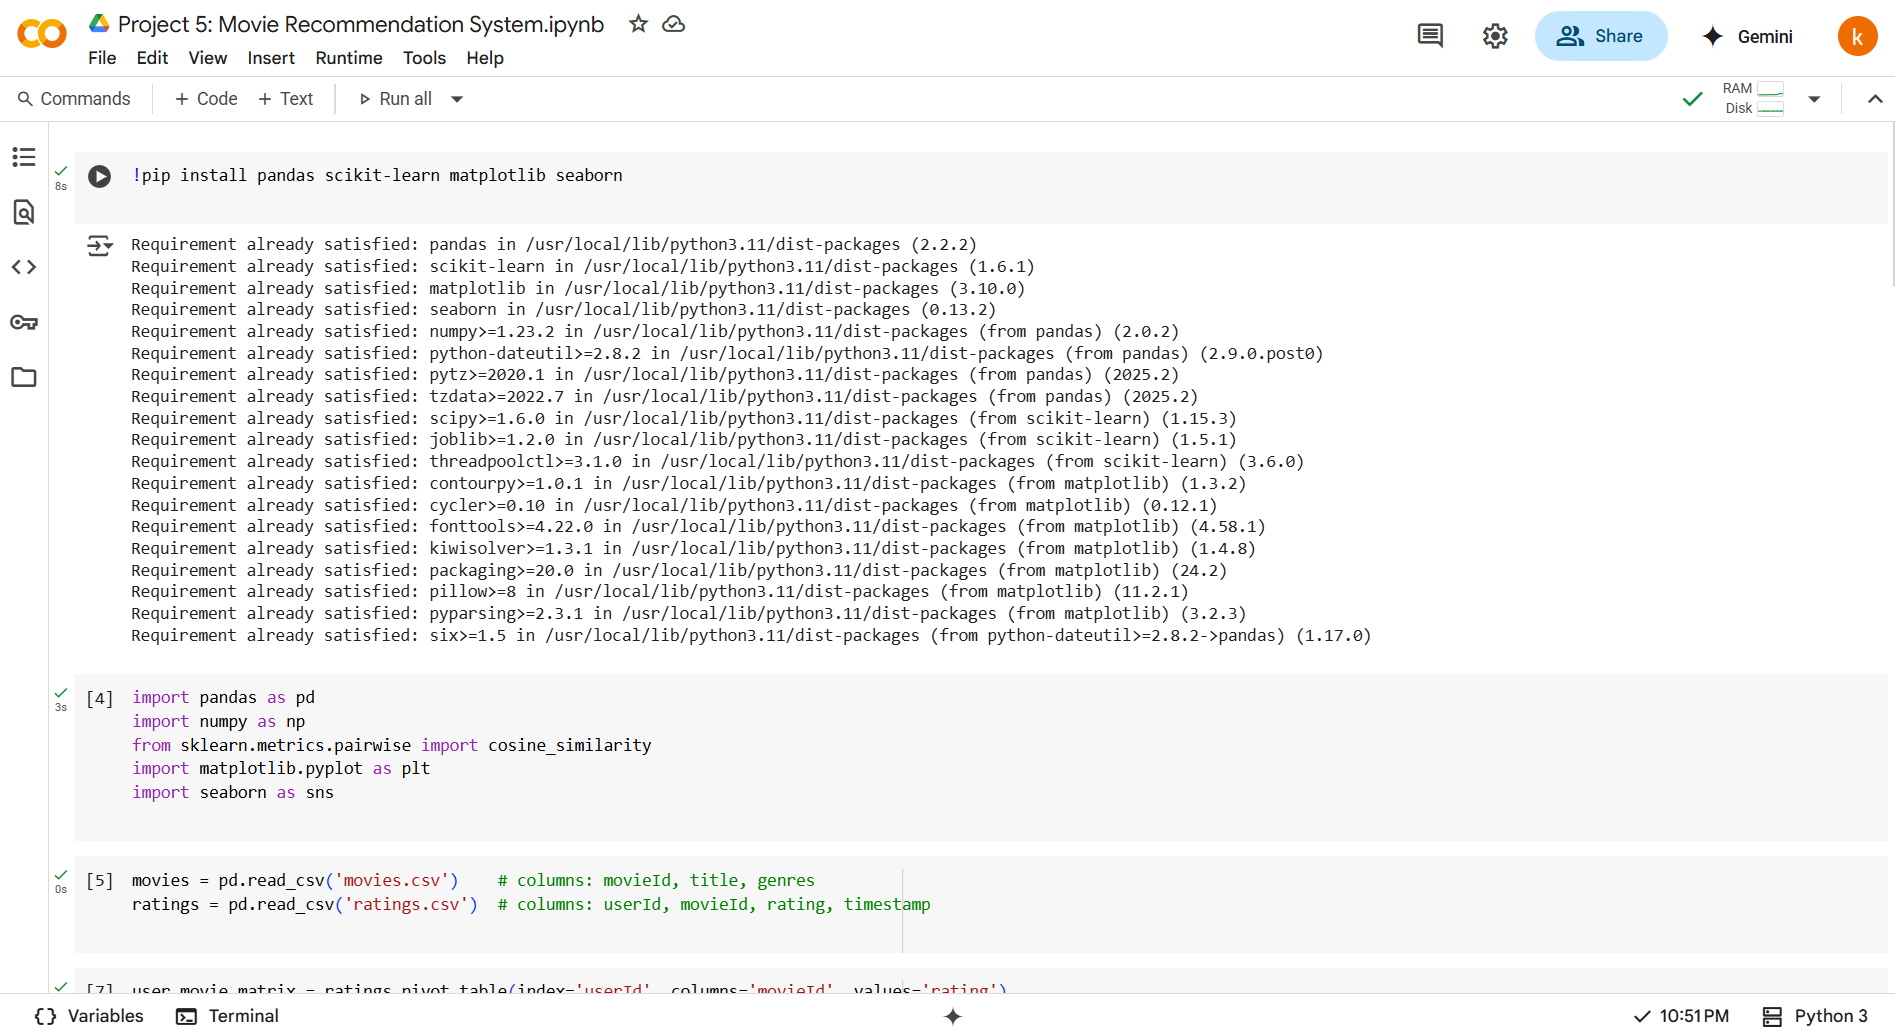 Project 5: Movie Recommendation System.ipynb
File Edit View Insert Runtime Tools Help
Share
Gemini
k
Commands + Code + Text Run all
RAM
Disk
8s
!pip install pandas scikit-learn matplotlib seaborn
Requirement already satisfied: pandas in /usr/local/lib/python3.11/dist-packages (2.2.2)
Requirement already satisfied: scikit-learn in /usr/local/lib/python3.11/dist-packages (1.6.1)
Requirement already satisfied: matplotlib in /usr/local/lib/python3.11/dist-packages (3.10.0)
Requirement already satisfied: seaborn in /usr/local/lib/python3.11/dist-packages (0.13.2)
Requirement already satisfied: numpy>=1.23.2 in /usr/local/lib/python3.11/dist-packages (from pandas) (2.0.2)
Requirement already satisfied: python-dateutil>=2.8.2 in /usr/local/lib/python3.11/dist-packages (from pandas) (2.9.0.post0)
Requirement already satisfied: pytz>=2020.1 in /usr/local/lib/python3.11/dist-packages (from pandas) (2025.2)
Requirement already satisfied: tzdata>=2022.7 in /usr/local/lib/python3.11/dist-packages (from pandas) (2025.2)
Requirement already satisfied: scipy>=1.6.0 in /usr/local/lib/python3.11/dist-packages (from scikit-learn) (1.15.3)
Requirement already satisfied: joblib>=1.2.0 in /usr/local/lib/python3.11/dist-packages (from scikit-learn) (1.5.1)
Requirement already satisfied: threadpoolctl>=3.1.0 in /usr/local/lib/python3.11/dist-packages (from scikit-learn) (3.6.0)
Requirement already satisfied: contourpy>=1.0.1 in /usr/local/lib/python3.11/dist-packages (from matplotlib) (1.3.2)
Requirement already satisfied: cycler>=0.10 in /usr/local/lib/python3.11/dist-packages (from matplotlib) (0.12.1)
Requirement already satisfied: fonttools>=4.22.0 in /usr/local/lib/python3.11/dist-packages (from matplotlib) (4.58.1)
Requirement already satisfied: kiwisolver>=1.3.1 in /usr/local/lib/python3.11/dist-packages (from matplotlib) (1.4.8)
Requirement already satisfied: packaging>=20.0 in /usr/local/lib/python3.11/dist-packages (from matplotlib) (24.2)
Requirement already satisfied: pillow>=8 in /usr/local/lib/python3.11/dist-packages (from matplotlib) (11.2.1)
Requirement already satisfied: pyparsing>=2.3.1 in /usr/local/lib/python3.11/dist-packages (from matplotlib) (3.2.3)
Requirement already satisfied: six>=1.5 in /usr/local/lib/python3.11/dist-packages (from python-dateutil>=2.8.2->pandas) (1.17.0)
3s
[4] import pandas as pd
import numpy as np
from sklearn.metrics.pairwise import cosine_similarity
import matplotlib.pyplot as plt
import seaborn as sns
0s
[5] movies = pd.read_csv('movies.csv')    # columns: movieId, title, genres
ratings = pd.read_csv('ratings.csv')  # columns: userId, movieId, rating, timestamp
[7] user_movie_matrix = ratings.pivot_table(index='userId', columns='movieId', values='rating')
{} Variables Terminal
10:51 PM Python 3